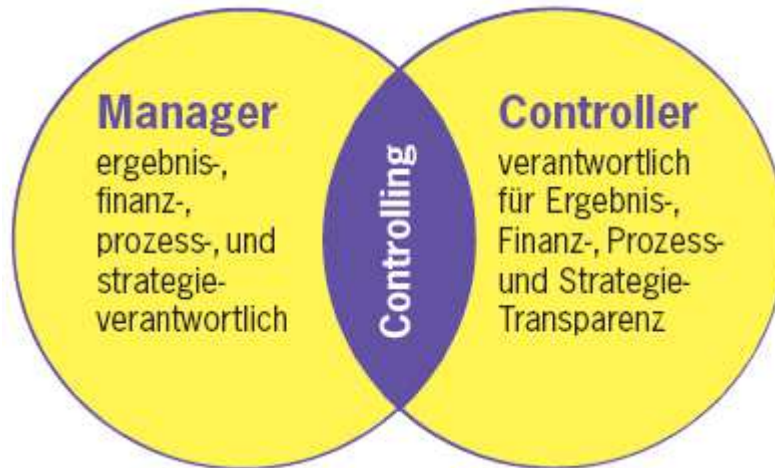 Manager
ergebnis-,
finanz-,
prozess-, und
strategie-
verantwortlich
Controlling
Controller
verantwortlich
für Ergebnis-,
Finanz-, Prozess-
und Strategie-
Transparenz